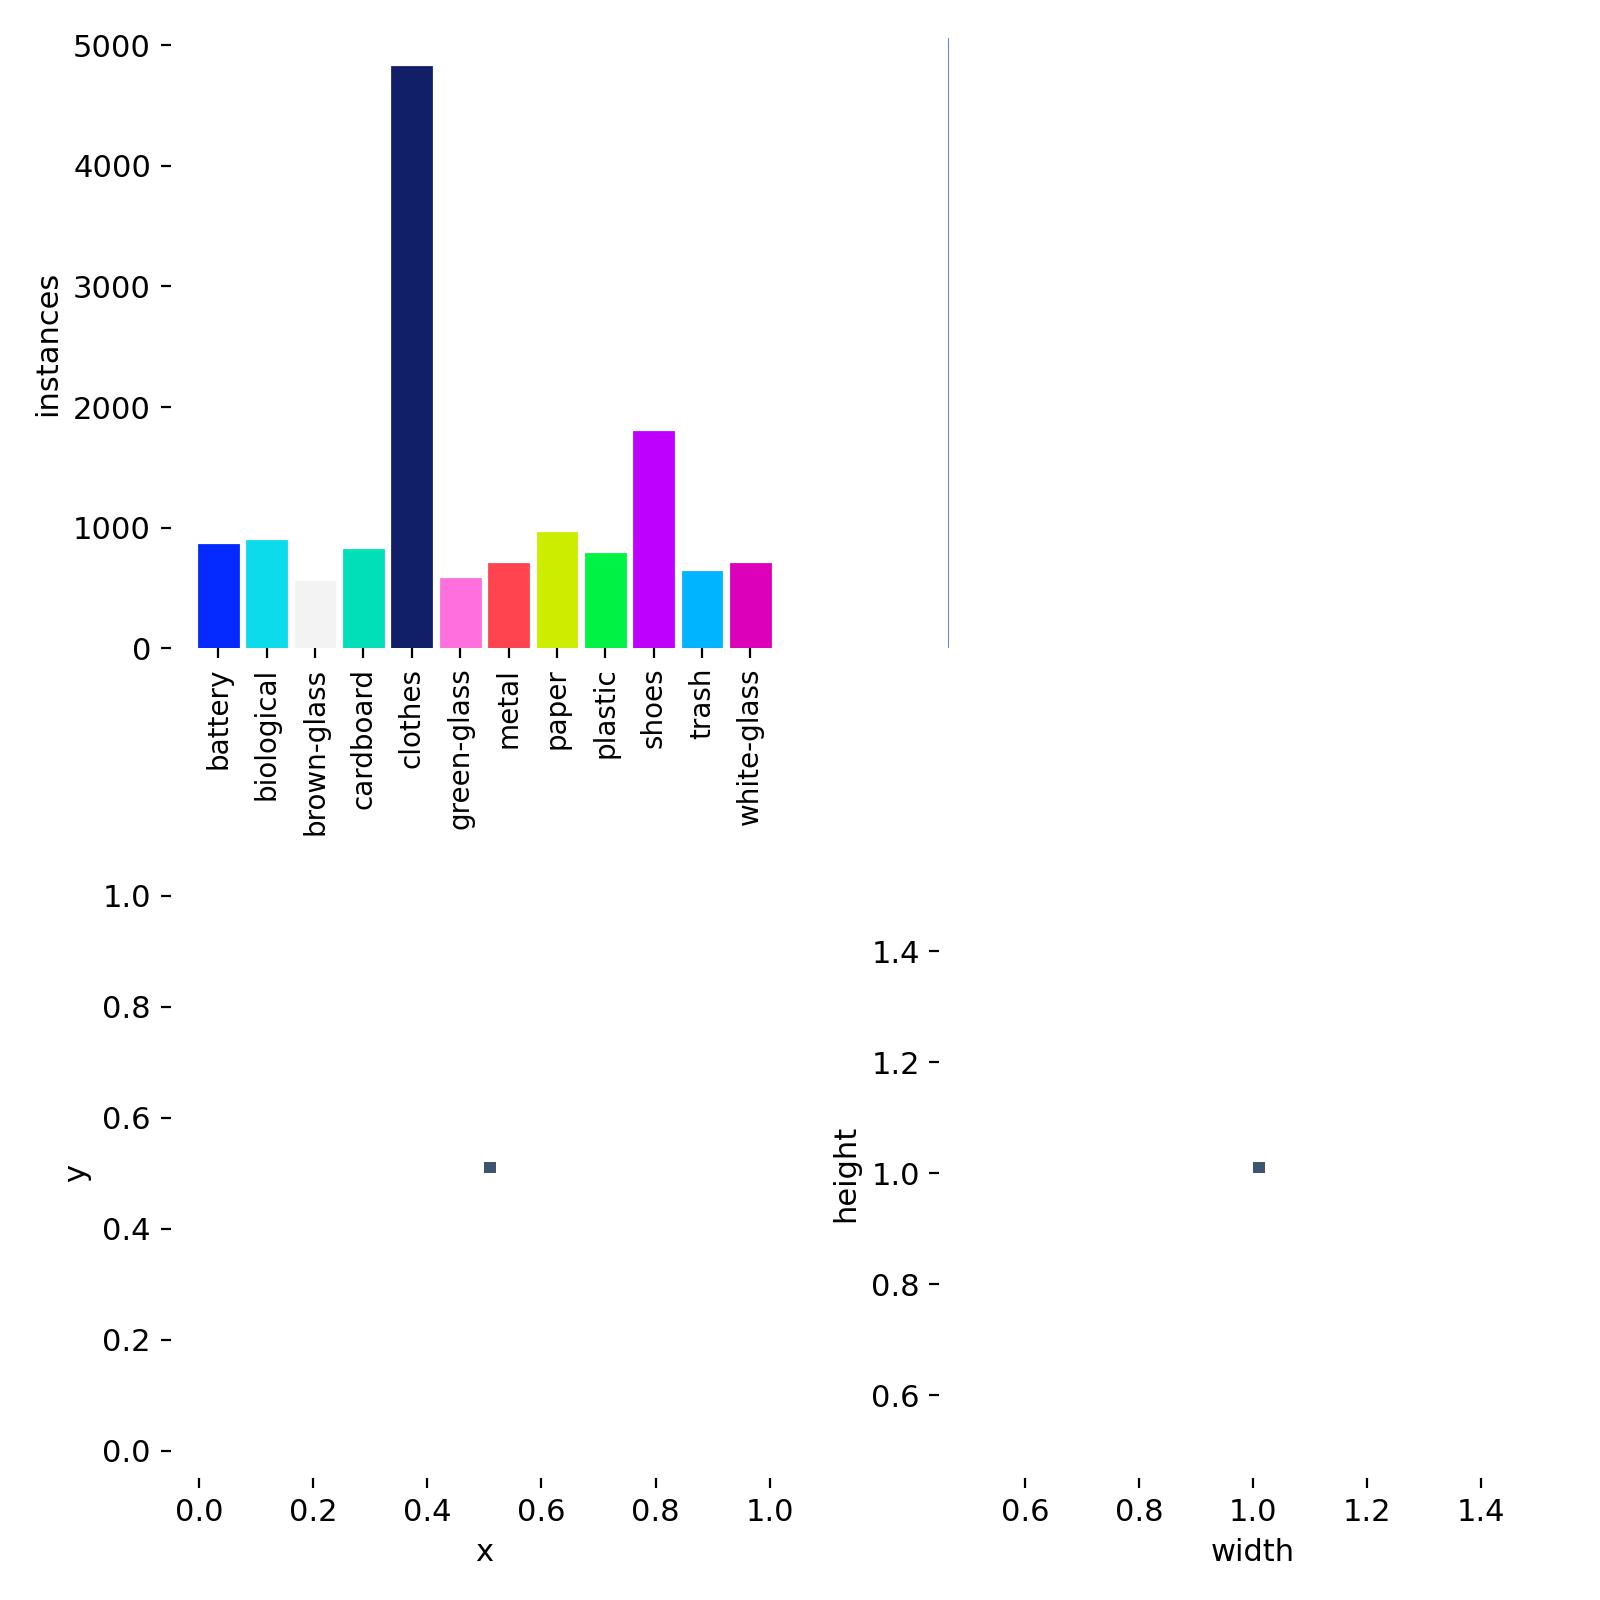 5000
4000
3000
2000
1000
0
instances
battery
biological
brown-glass
cardboard
clothes
green-glass
metal
paper
plastic
shoes
trash
white-glass
1.0
0.8
0.6
0.4
0.2
0.0
y
0.0 0.2 0.4 0.6 0.8 1.0
x
1.4
1.2
1.0
0.8
0.6
height
0.6 0.8 1.0 1.2 1.4
width